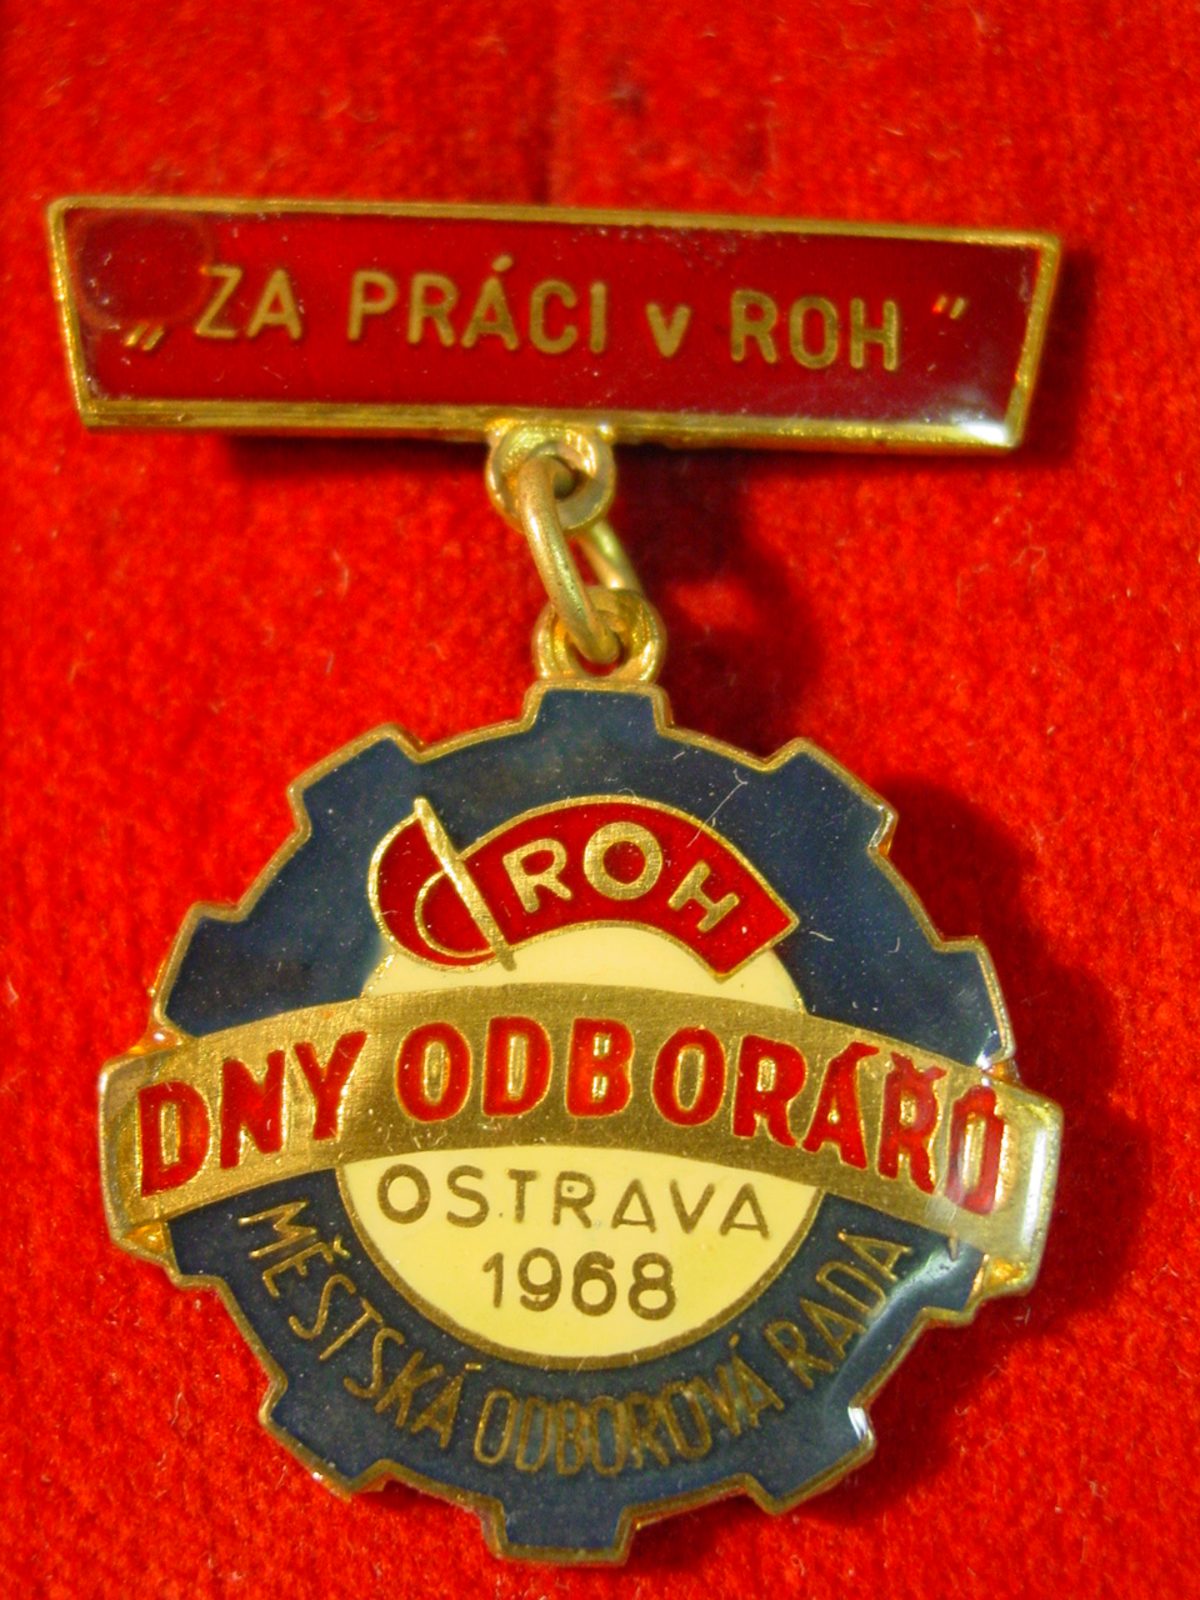 „ZA PRÁCI v ROH"
ROH
DNY ODBORÁŘŮ
OSTRAVA
1968
MĚSTSKÁ ODBOROVÁ RADA